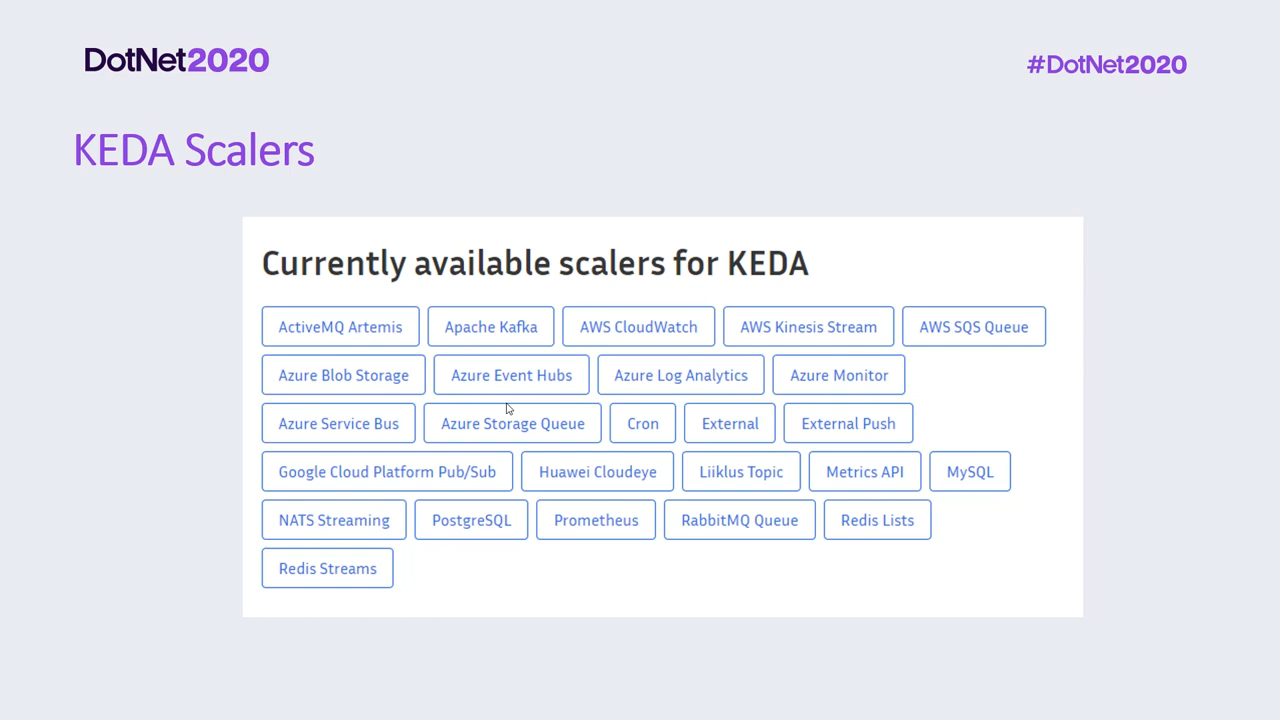 DotNet2020 #DotNet2020
KEDA Scalers
Currently available scalers for KEDA
ActiveMQ Artemis Apache Kafka AWS CloudWatch AWS Kinesis Stream AWS SQS Queue
Azure Blob Storage Azure Event Hubs Azure Log Analytics Azure Monitor
Azure Service Bus Azure Storage Queue Cron External External Push
Google Cloud Platform Pub/Sub Huawei Cloudeye Liiklus Topic Metrics API MySQL
NATS Streaming PostgreSQL Prometheus RabbitMQ Queue Redis Lists
Redis Streams